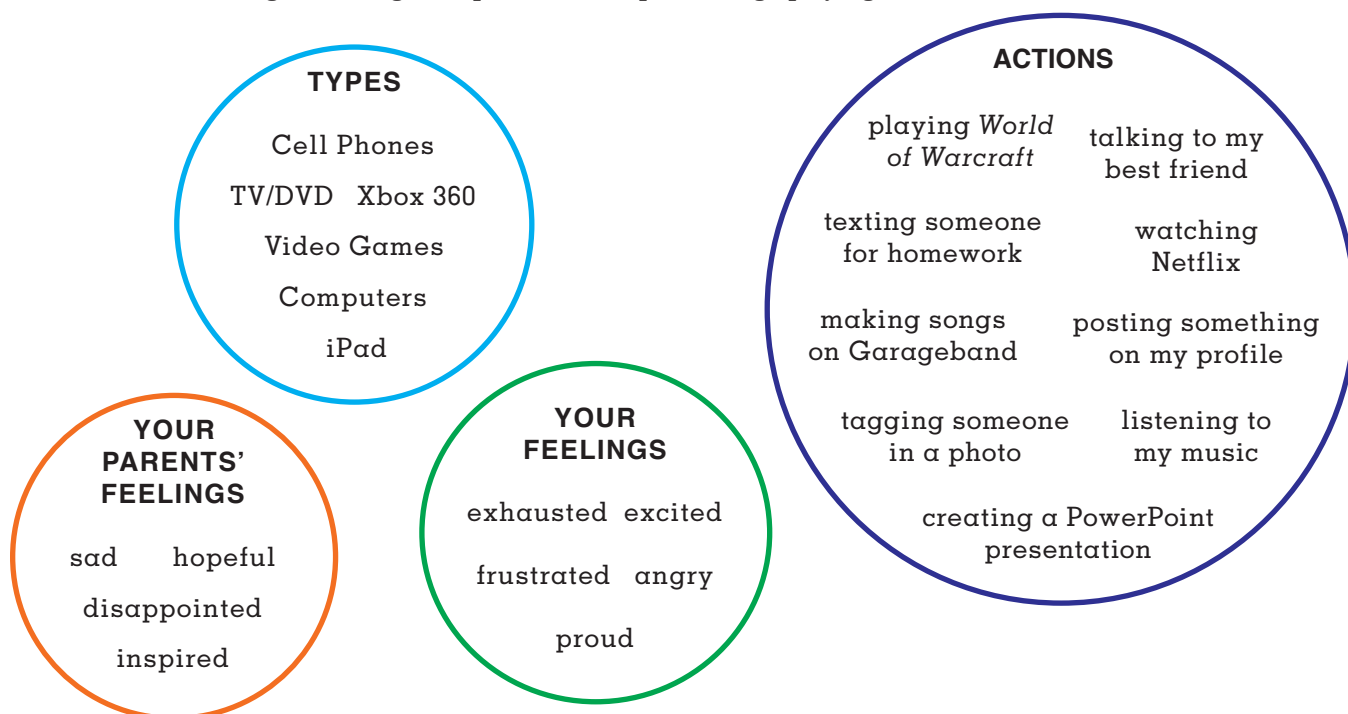 TYPES
Cell Phones
TV/DVD Xbox 360
Video Games
Computers
iPad
ACTIONS
playing World
of Warcraft
talking to my
best friend
texting someone
for homework
watching
Netflix
making songs
on Garageband
posting something
on my profile
tagging someone
in a photo
listening to
my music
creating a PowerPoint
presentation
YOUR
PARENTS’
FEELINGS
sad hopeful
disappointed
inspired
YOUR
FEELINGS
exhausted excited
frustrated angry
proud